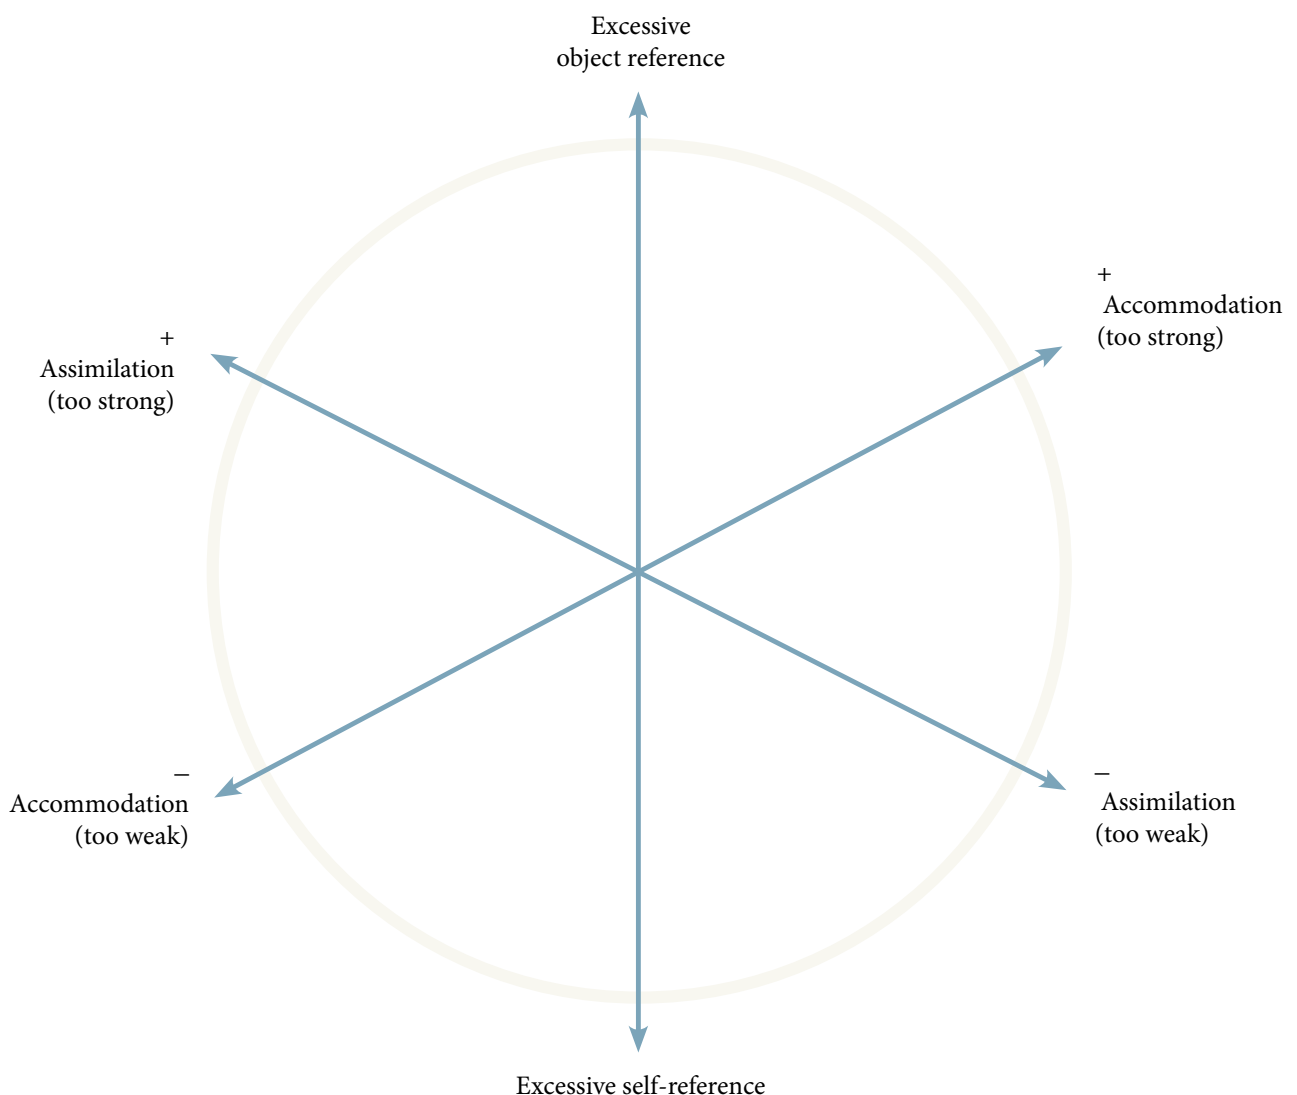 Excessive
object reference
+
Accommodation
(too strong)
+
Assimilation
(too strong)
−
Accommodation
(too weak)
−
Assimilation
(too weak)
Excessive self-reference